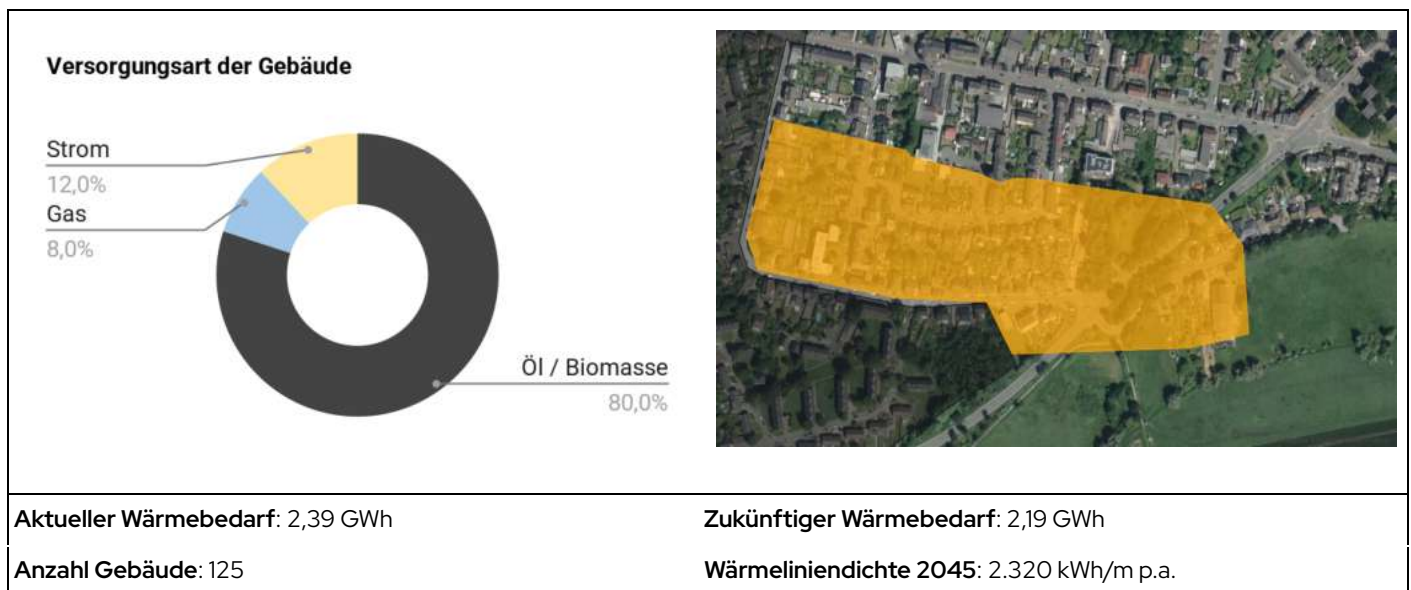 Versorgungsart der Gebäude
Strom
12,0%
Gas
8,0%
Öl / Biomasse
80,0%
Aktueller Wärmebedarf: 2,39 GWh
Zukünftiger Wärmebedarf: 2,19 GWh
Anzahl Gebäude: 125
Wärmeliniendichte 2045: 2.320 kWh/m p.a.